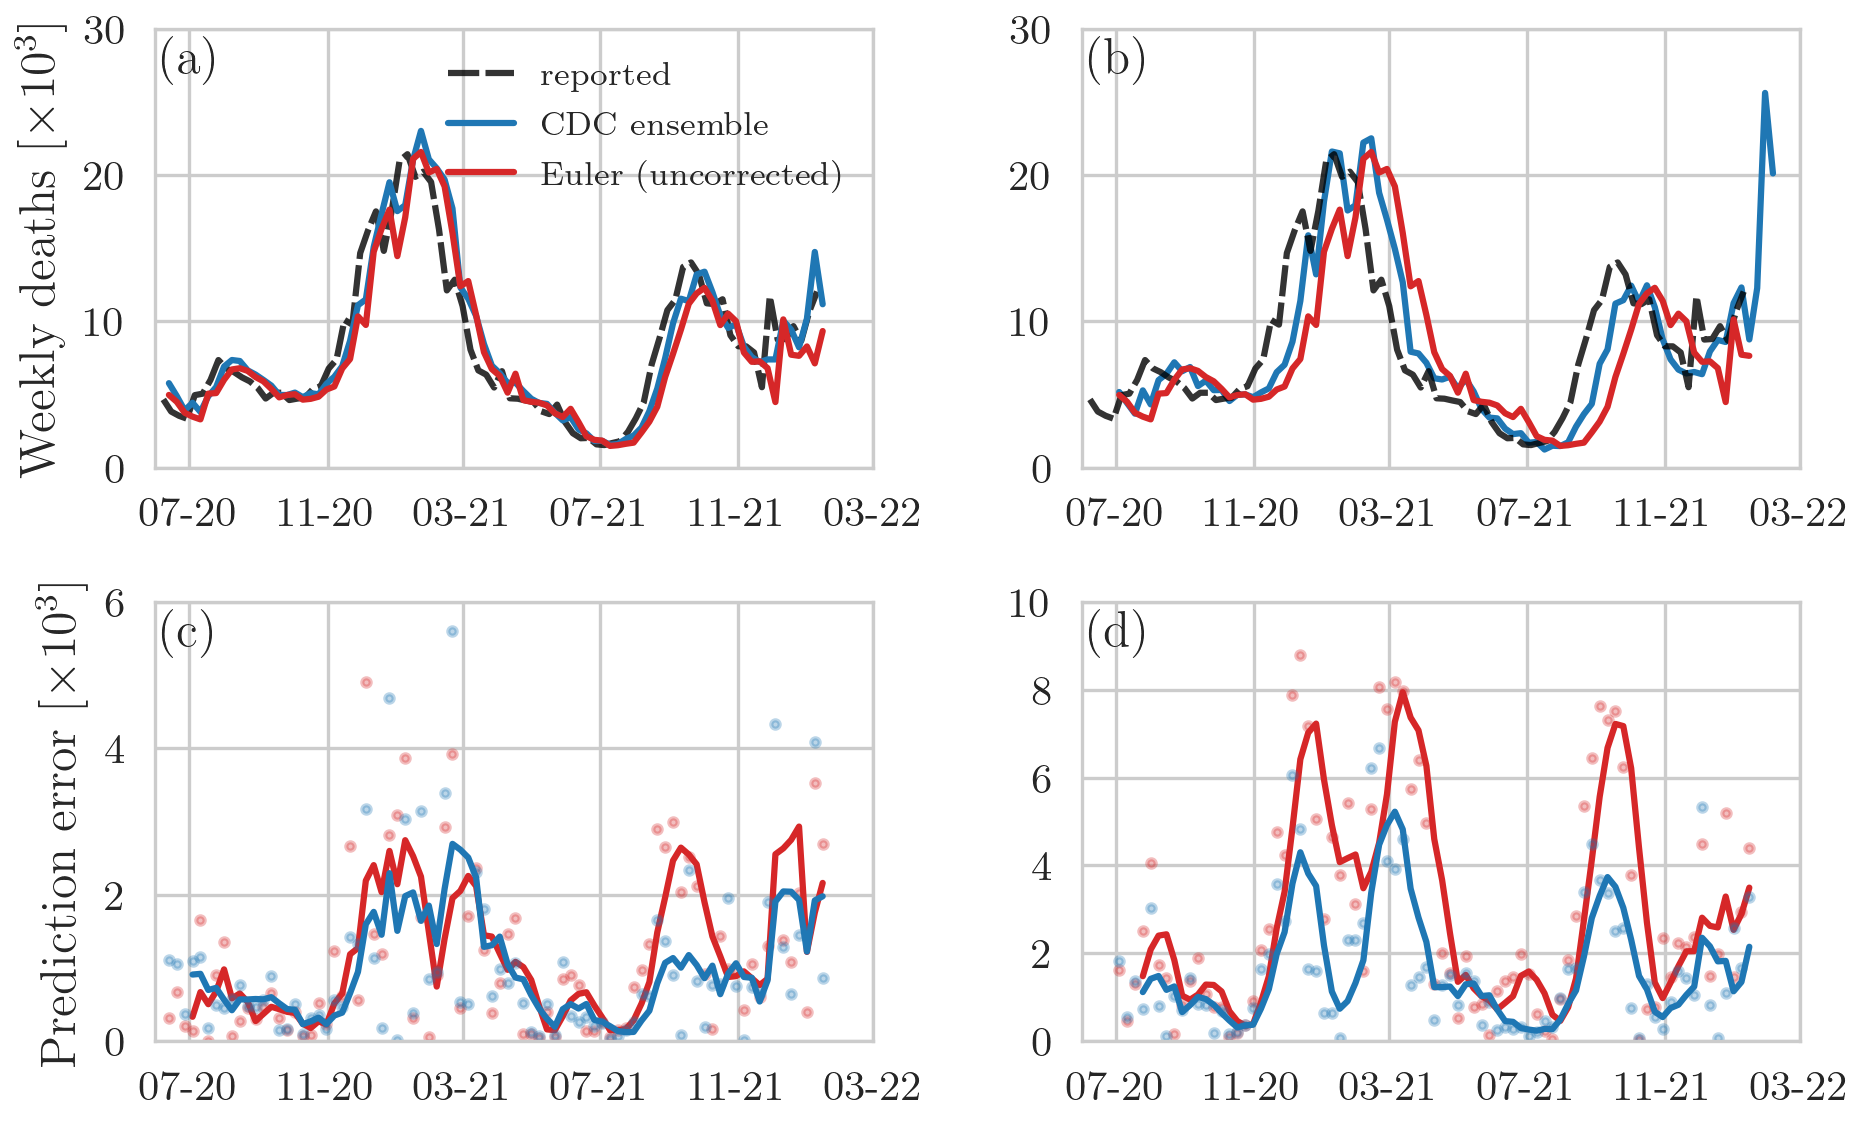 Weekly deaths [×10³]
30
20
10
0
(a)
reported
CDC ensemble
Euler (uncorrected)
07-20 11-20 03-21 07-21 11-21 03-22
30
20
10
0
(b)
07-20 11-20 03-21 07-21 11-21 03-22
Prediction error [×10³]
6
4
2
0
(c)
07-20 11-20 03-21 07-21 11-21 03-22
10
8
6
4
2
0
(d)
07-20 11-20 03-21 07-21 11-21 03-22